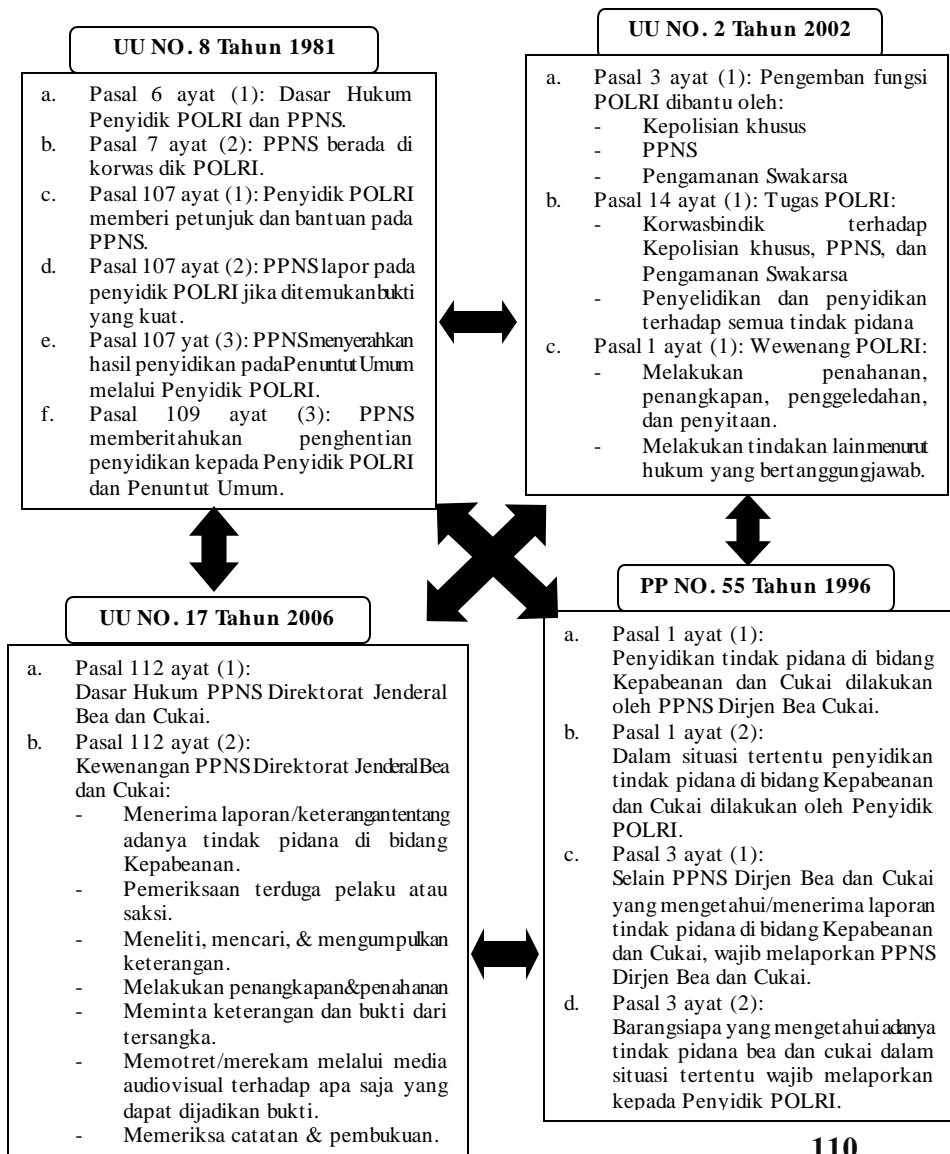 UU NO. 8 Tahun 1981
a. Pasal 6 ayat (1): Dasar Hukum
Penyidik POLRI dan PPNS.
b. Pasal 7 ayat (2): PPNS berada di
korwas dik POLRI.
c. Pasal 107 ayat (1): Penyidik POLRI
memberi petunjuk dan bantuan pada
PPNS.
d. Pasal 107 ayat (2): PPNS lapor pada
penyidik POLRI jika ditemukan bukti
yang kuat.
e. Pasal 107 yat (3): PPNS menyerahkan
hasil penyidikan pada Penuntut Umum
melalui Penyidik POLRI.
f. Pasal 109 ayat (3): PPNS
memberitahukan penghentian
penyidikan kepada Penyidik POLRI
dan Penuntut Umum.
UU NO. 2 Tahun 2002
a. Pasal 3 ayat (1): Pengemban fungsi
POLRI dibantu oleh:
- Kepolisian khusus
- PPNS
- Pengamanan Swakarsa
b. Pasal 14 ayat (1): Tugas POLRI:
- Korwasbindik terhadap
Kepolisian khusus, PPNS, dan
Pengamanan Swakarsa
- Penyelidikan dan penyidikan
terhadap semua tindak pidana
c. Pasal 1 ayat (1): Wewenang POLRI:
- Melakukan penahanan,
penangkapan, penggeledahan,
dan penyitaan.
- Melakukan tindakan lain menurut
hukum yang bertanggungjawab.
UU NO. 17 Tahun 2006
a. Pasal 112 ayat (1):
Dasar Hukum PPNS Direktorat Jenderal
Bea dan Cukai.
b. Pasal 112 ayat (2):
Kewenangan PPNS Direktorat Jenderal Bea
dan Cukai:
- Menerima laporan/keterangan tentang
adanya tindak pidana di bidang
Kepabeanan.
- Pemeriksaan terduga pelaku atau
saksi.
- Meneliti, mencari, & mengumpulkan
keterangan.
- Melakukan penangkapan&penahanan
- Meminta keterangan dan bukti dari
tersangka.
- Memotret/merekam melalui media
audiovisual terhadap apa saja yang
dapat dijadikan bukti.
- Memeriksa catatan & pembukuan.
PP NO. 55 Tahun 1996
a. Pasal 1 ayat (1):
Penyidikan tindak pidana di bidang
Kepabeanan dan Cukai dilakukan
oleh PPNS Dirjen Bea Cukai.
b. Pasal 1 ayat (2):
Dalam situasi tertentu penyidikan
tindak pidana di bidang Kepabeanan
dan Cukai dilakukan oleh Penyidik
POLRI.
c. Pasal 3 ayat (1):
Selain PPNS Dirjen Bea dan Cukai
yang mengetahui/menerima laporan
tindak pidana di bidang Kepabeanan
dan Cukai, wajib melaporkan PPNS
Dirjen Bea dan Cukai.
d. Pasal 3 ayat (2):
Barangsiapa yang mengetahui adanya
tindak pidana bea dan cukai dalam
situasi tertentu wajib melaporkan
kepada Penyidik POLRI.
110